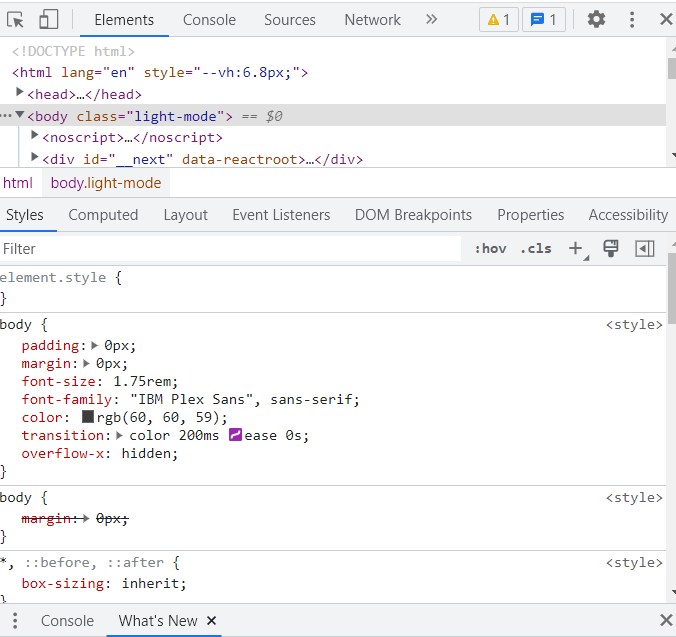 Elements Console Sources Network » 1 1
<!DOCTYPE html>
<html lang="en" style="--vh:6.8px;">
<head>…</head>
…<body class="light-mode"> == $0
<noscript>…</noscript>
<div id="__next" data-reactroot>…</div>
html body.light-mode
Styles Computed Layout Event Listeners DOM Breakpoints Properties Accessibility
Filter :hov .cls +
element.style {
}
body { <style>
padding: 0px;
margin: 0px;
font-size: 1.75rem;
font-family: "IBM Plex Sans", sans-serif;
color: rgb(60, 60, 59);
transition: color 200ms ease 0s;
overflow-x: hidden;
}
body { <style>
margin: 0px;
}
*, ::before, ::after { <style>
box-sizing: inherit;
}
Console What's New